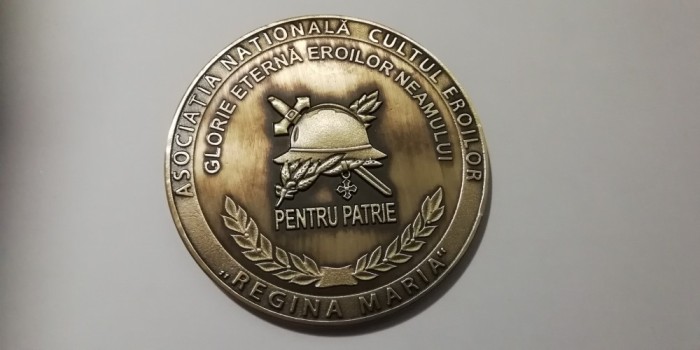 ASOCIAȚIA NAȚIONALĂ CULTUL EROILOR
GLORIE ETERNĂ EROILOR NEAMULUI
PENTRU PATRIE
„REGINA MARIA”